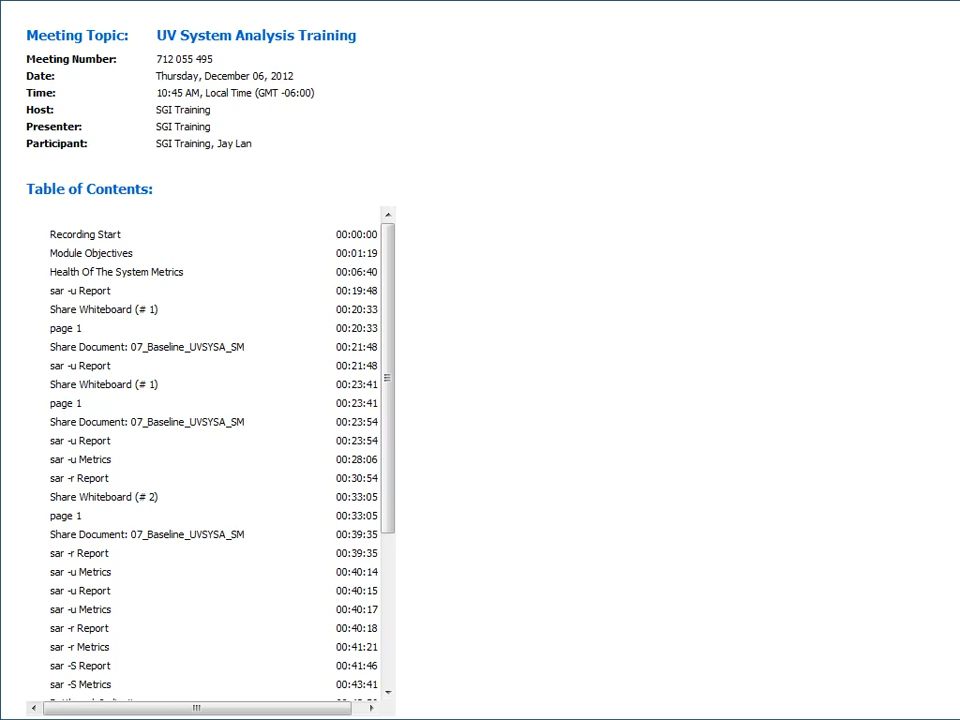 Meeting Topic: UV System Analysis Training
Meeting Number: 712 055 495
Date: Thursday, December 06, 2012
Time: 10:45 AM, Local Time (GMT -06:00)
Host: SGI Training
Presenter: SGI Training
Participant: SGI Training, Jay Lan
Table of Contents:
Recording Start 00:00:00
Module Objectives 00:01:19
Health Of The System Metrics 00:06:40
sar -u Report 00:19:48
Share Whiteboard (# 1) 00:20:33
page 1 00:20:33
Share Document: 07_Baseline_UVSYSA_SM 00:21:48
sar -u Report 00:21:48
Share Whiteboard (# 1) 00:23:41
page 1 00:23:41
Share Document: 07_Baseline_UVSYSA_SM 00:23:54
sar -u Report 00:23:54
sar -u Metrics 00:28:06
sar -r Report 00:30:54
Share Whiteboard (# 2) 00:33:05
page 1 00:33:05
Share Document: 07_Baseline_UVSYSA_SM 00:39:35
sar -r Report 00:39:35
sar -u Metrics 00:40:14
sar -u Report 00:40:15
sar -u Metrics 00:40:17
sar -r Report 00:40:18
sar -r Metrics 00:41:21
sar -S Report 00:41:46
sar -S Metrics 00:43:41